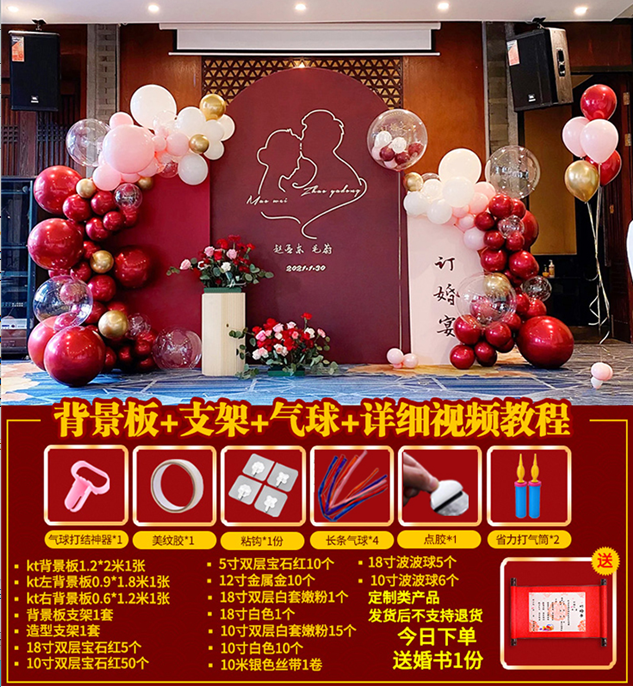 Mao wei
Zhao yadong
赵亚东 毛蔚
2021·1·30
订婚宴
背景板+支架+气球+详细视频教程
气球打结神器*1
美纹胶*1
粘钩*1份
长条气球*4
点胶*1
省力打气筒*2
kt背景板1.2*2米1张
kt左背景板0.9*1.8米1张
kt右背景板0.6*1.2米1张
背景板支架1套
造型支架1套
18寸双层宝石红5个
10寸双层宝石红50个
5寸双层宝石红10个
12寸金属金10个
18寸双层白套嫩粉1个
18寸白色1个
10寸双层白套嫩粉15个
10寸白色10个
10米银色丝带1卷
18寸波波球5个
10寸波波球6个
定制类产品
发货后不支持退货
今日下单
送婚书1份
送